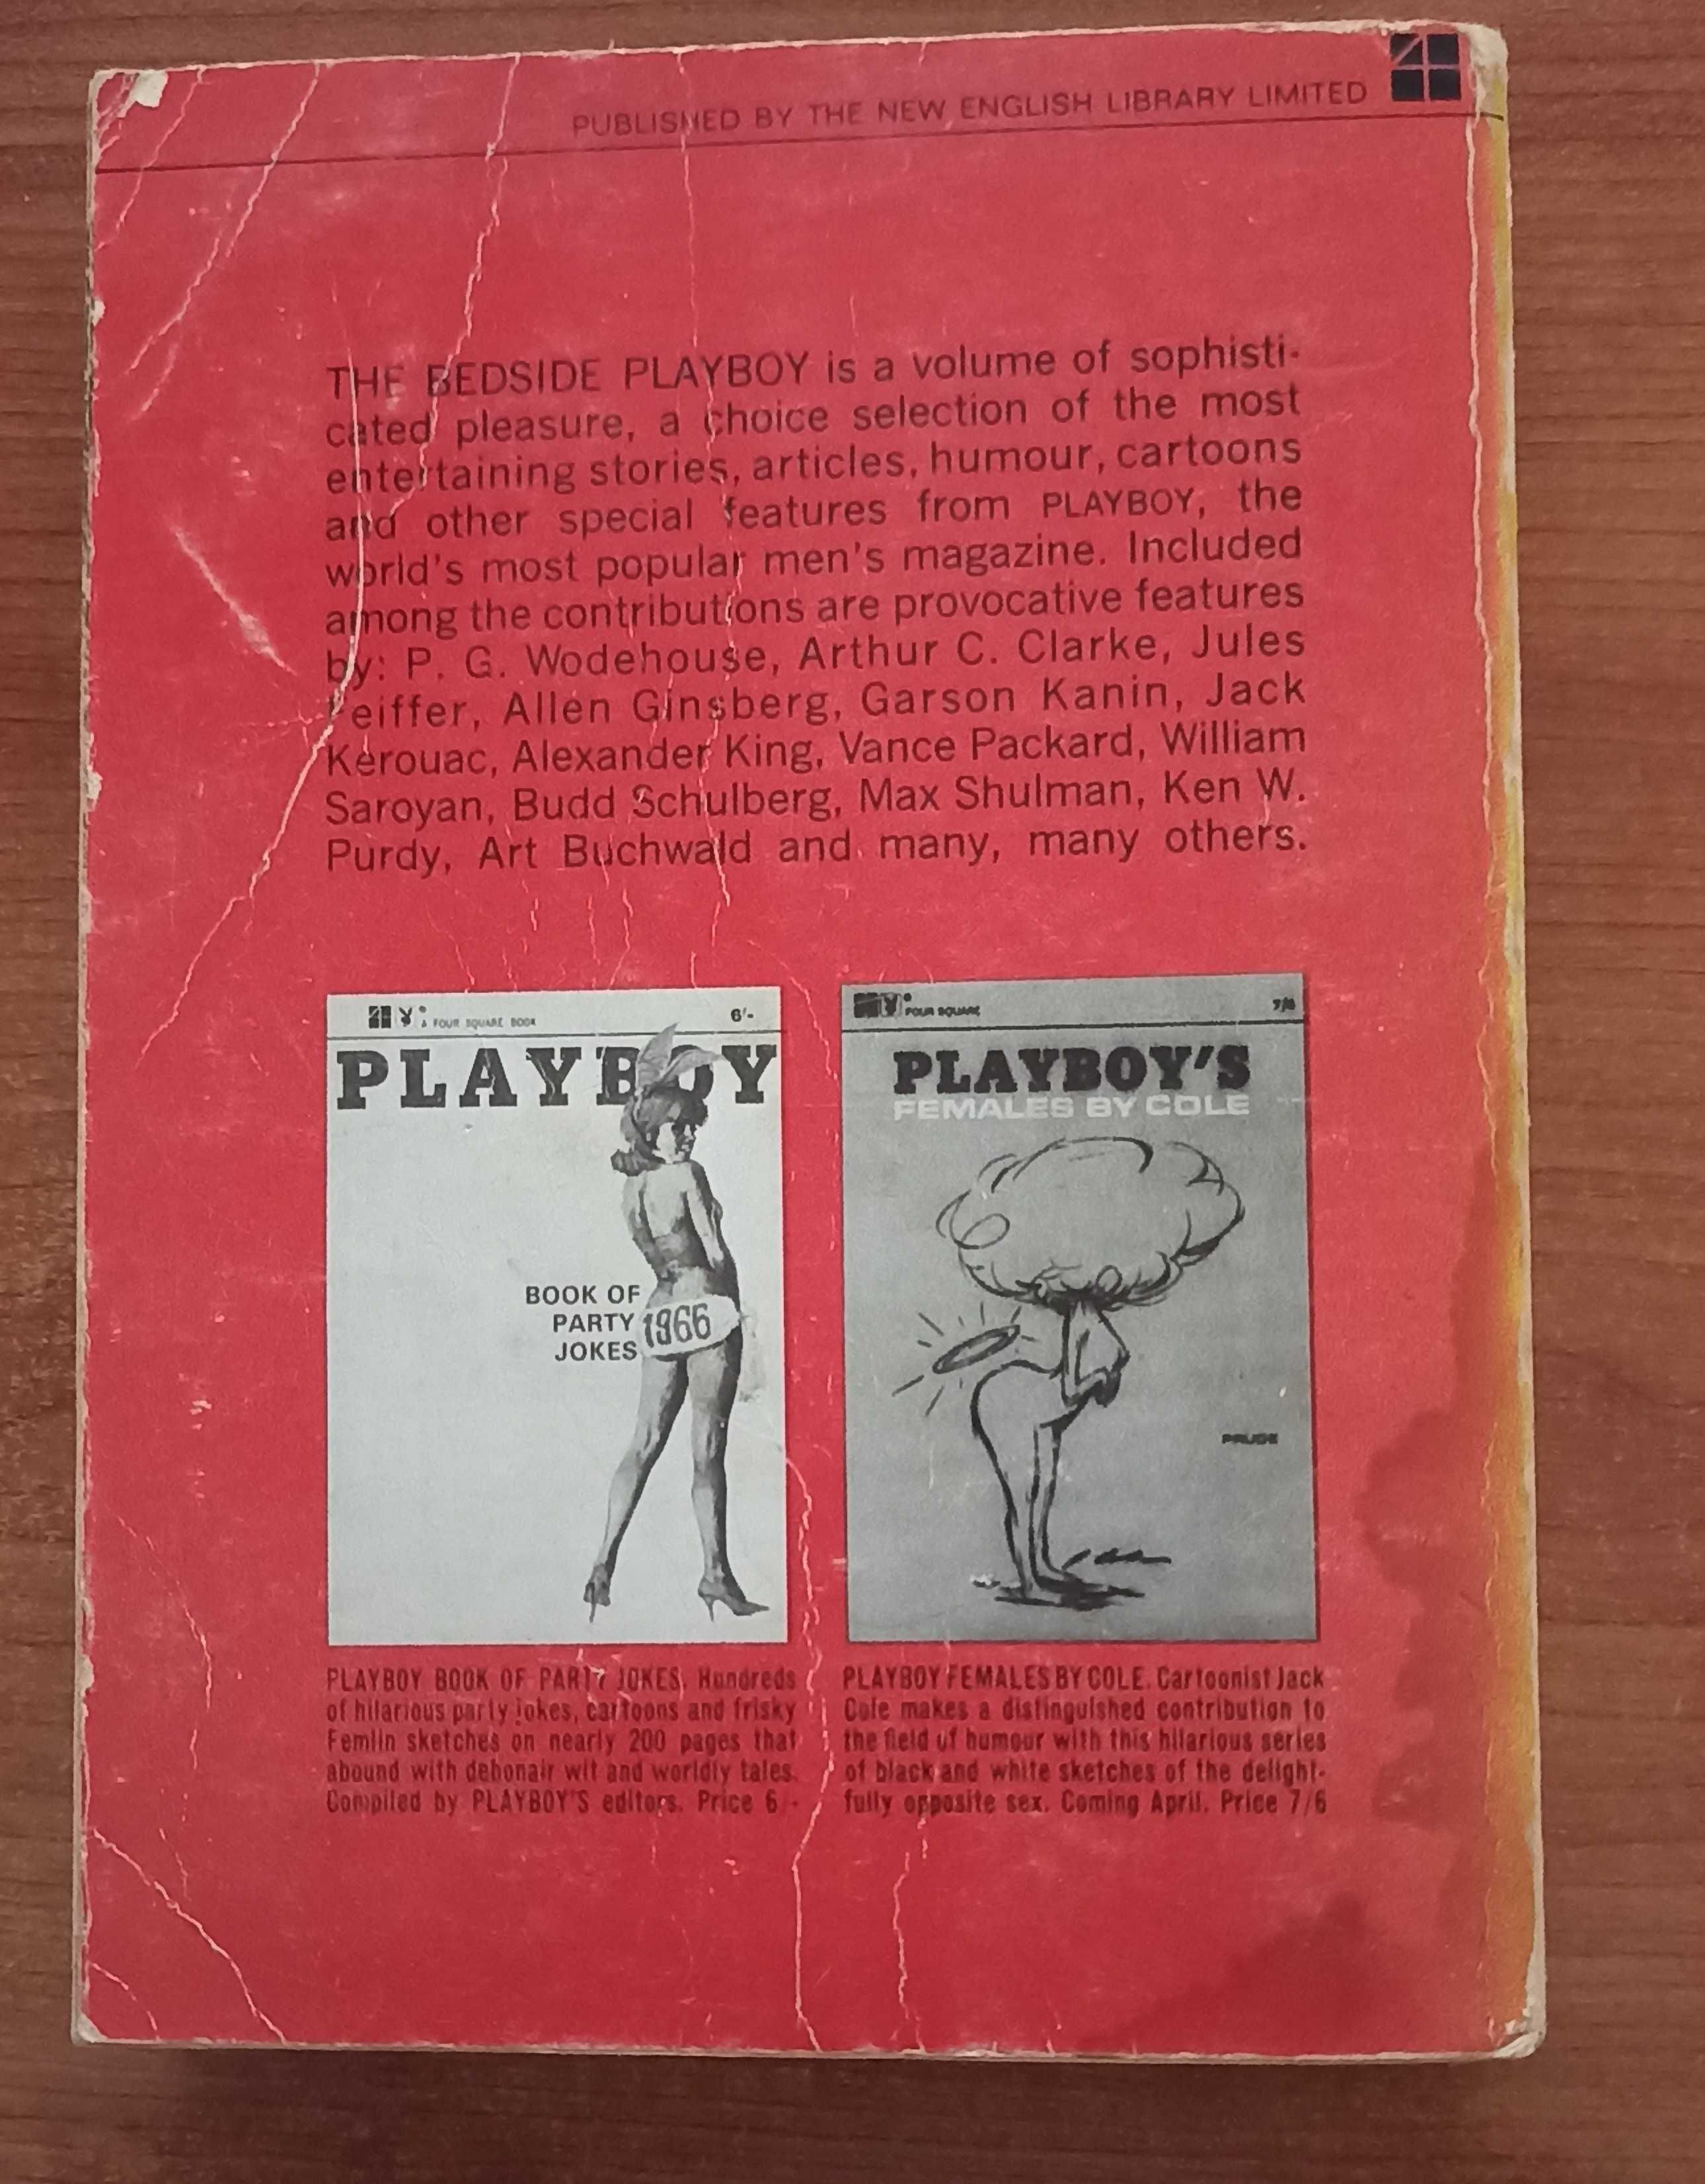 PUBLISHED BY THE NEW ENGLISH LIBRARY LIMITED
THE BEDSIDE PLAYBOY is a volume of sophisti-
cated pleasure, a choice selection of the most
entertaining stories, articles, humour, cartoons
and other special features from PLAYBOY, the
world's most popular men's magazine. Included
among the contributions are provocative features
by: P. G. Wodehouse, Arthur C. Clarke, Jules
Feiffer, Allen Ginsberg, Garson Kanin, Jack
Kerouac, Alexander King, Vance Packard, William
Saroyan, Budd Schulberg, Max Shulman, Ken W.
Purdy, Art Buchwald and many, many others.
A FOUR SQUARE BOOK 6'-
PLAYBOY
BOOK OF
PARTY
JOKES
1966
FOUR SQUARE 7/6
PLAYBOY'S
FEMALES BY COLE
PRUDE
PLAYBOY BOOK OF PARTY JOKES. Hundreds
of hilarious party jokes, cartoons and frisky
Femlin sketches on nearly 200 pages that
abound with debonair wit and worldly tales.
Compiled by PLAYBOY'S editors. Price 6/-
PLAYBOY FEMALES BY COLE. Cartoonist Jack
Cole makes a distinguished contribution to
the field of humour with this hilarious series
of black and white sketches of the delight-
fully opposite sex. Coming April. Price 7/6